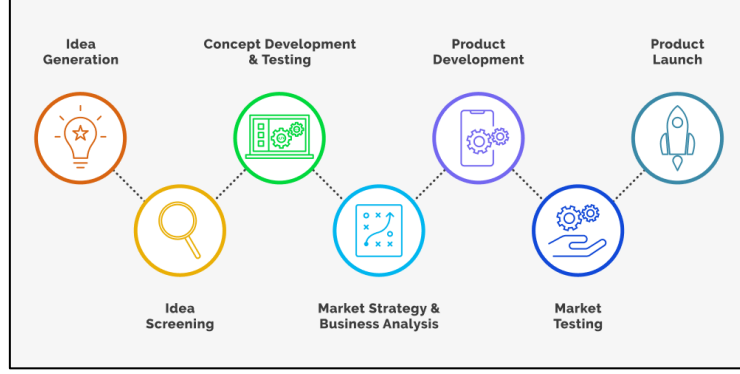 Idea
Generation
Concept Development
& Testing
Product
Development
Product
Launch
Idea
Screening
Market Strategy &
Business Analysis
Market
Testing